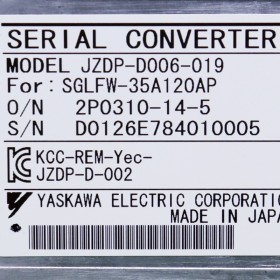 SERIAL CONVERTER
MODEL JZDP-D006-019
For: SGLFW-35A120AP
O/N 2P0310-14-5
S/N D0126E784010005
KCC-REM-Yec-
JZDP-D-002
YASKAWA ELECTRIC CORPORATION
MADE IN JAPA